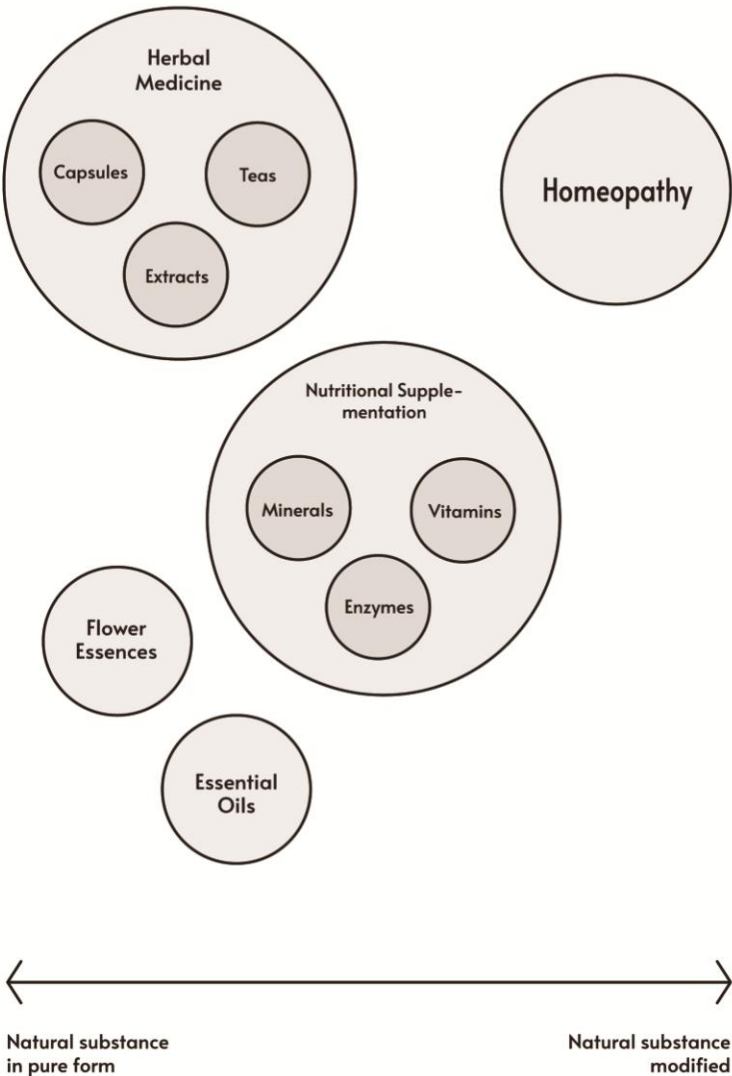 Herbal
Medicine
Capsules
Teas
Extracts
Homeopathy
Nutritional Supple-
mentation
Minerals
Vitamins
Enzymes
Flower
Essences
Essential
Oils
Natural substance
in pure form
Natural substance
modified